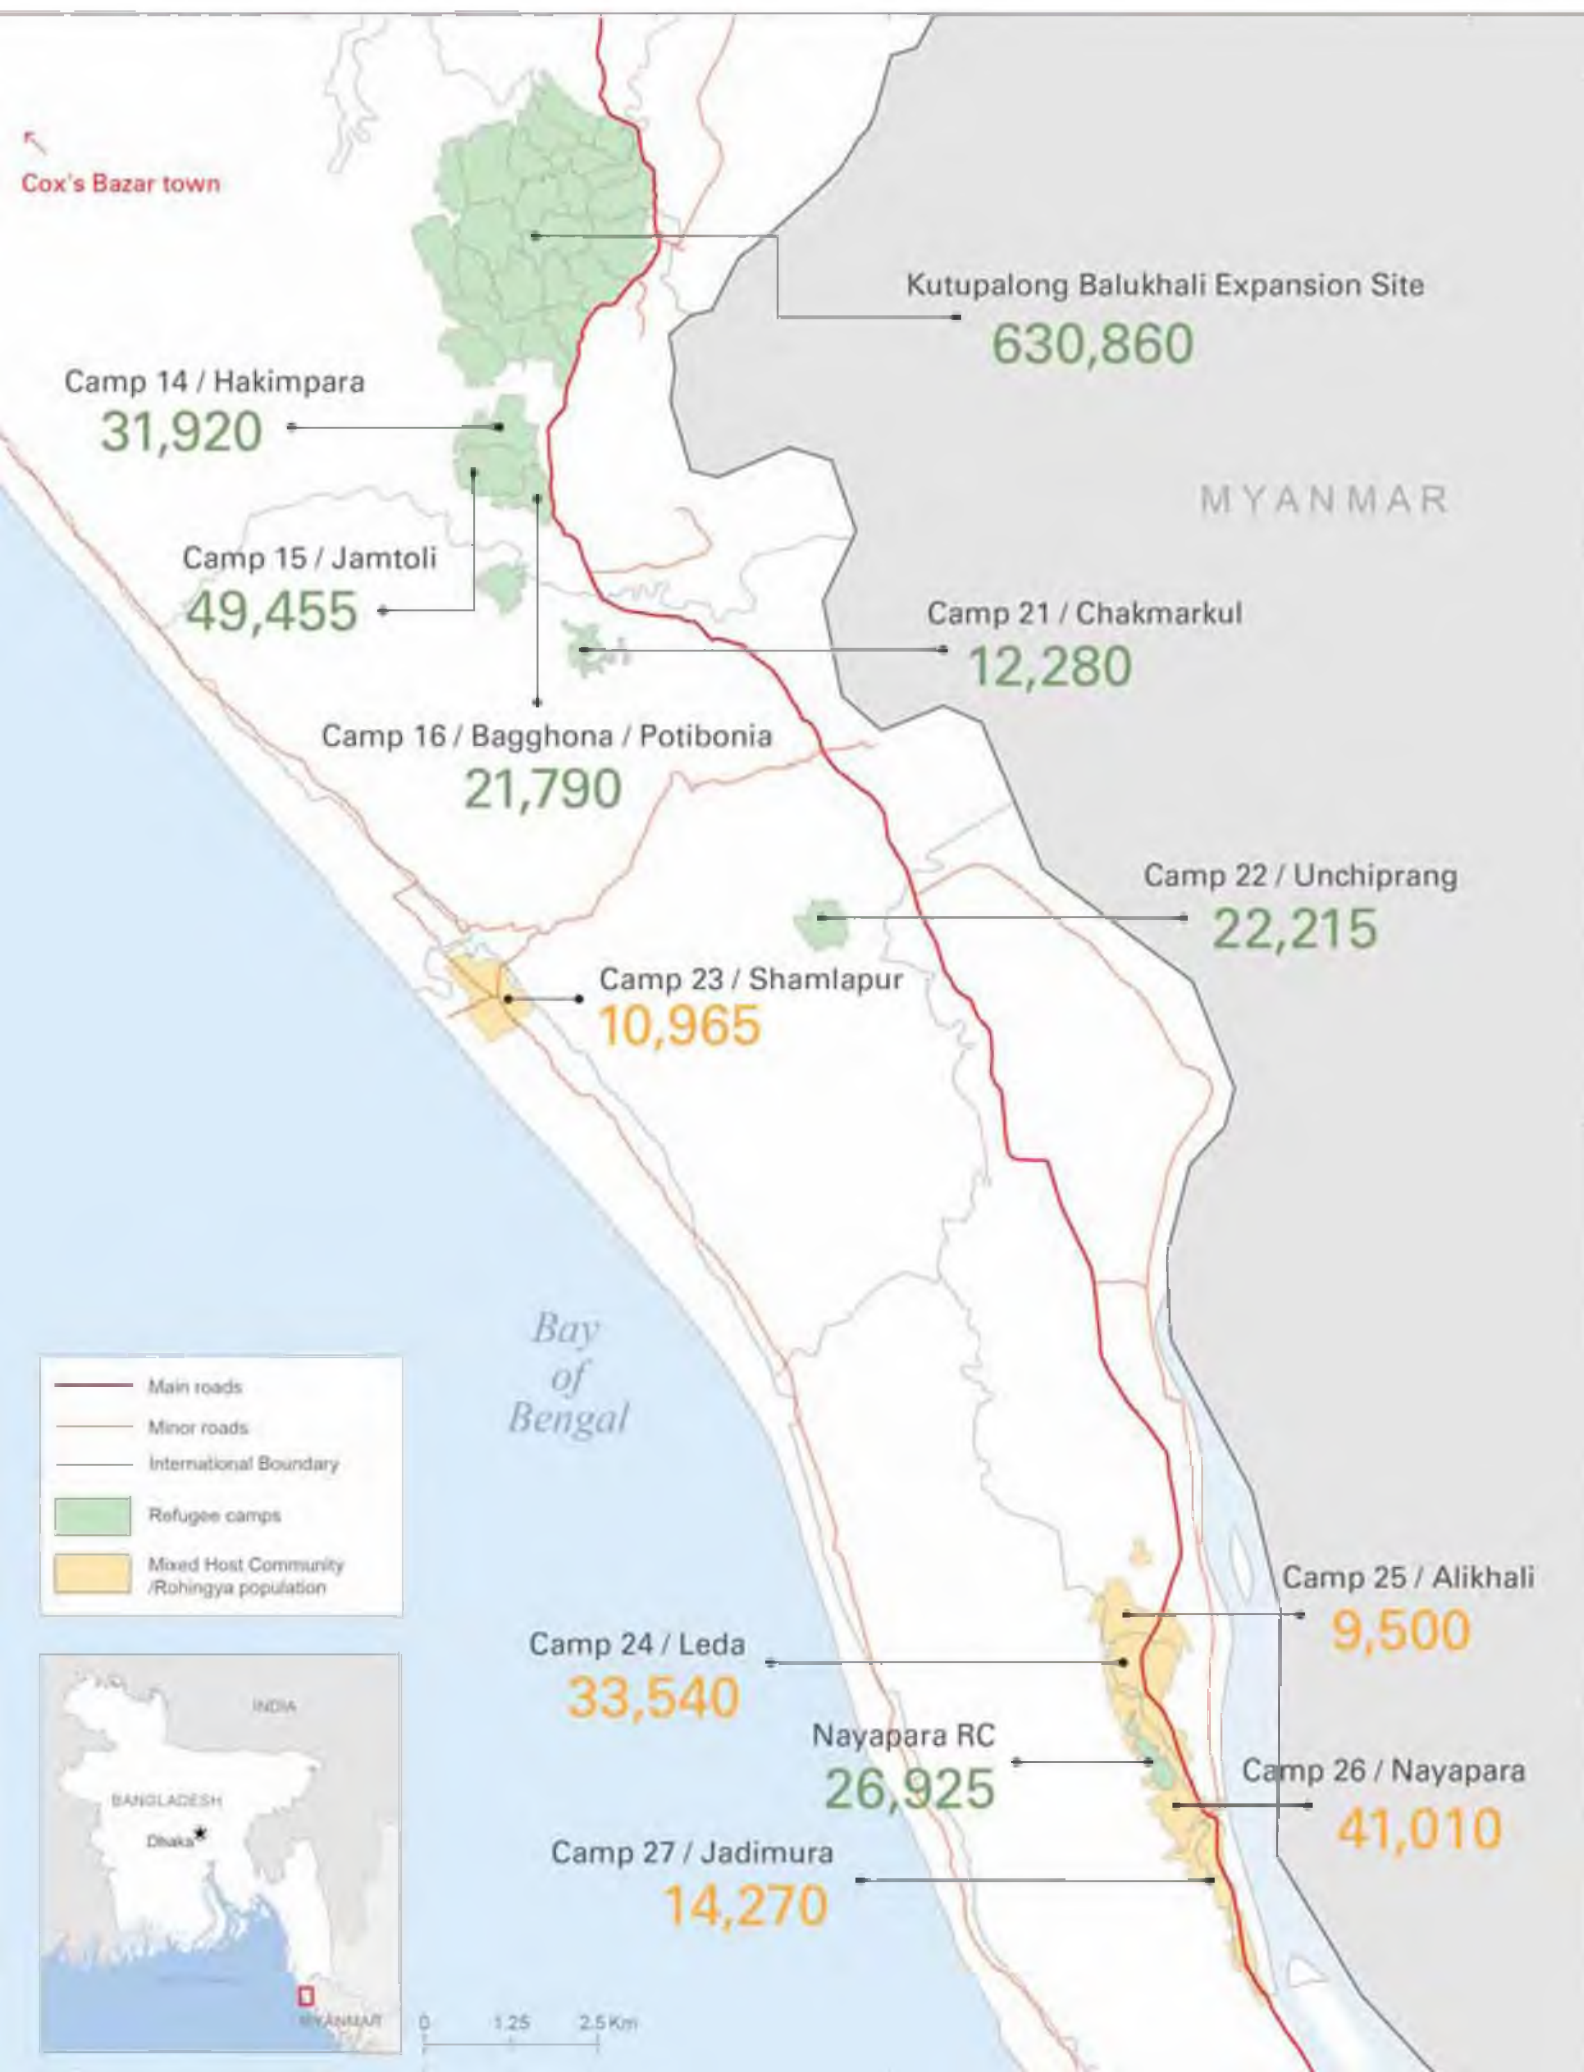 Cox's Bazar town
Kutupalong Balukhali Expansion Site
630,860
Camp 14 / Hakimpara
31,920
MYANMAR
Camp 15 / Jamtoli
49,455
Camp 21 / Chakmarkul
12,280
Camp 16 / Bagghona / Potibonia
21,790
Camp 22 / Unchiprang
22,215
Camp 23 / Shamlapur
10,965
Bay
of
Bengal
Main roads
Minor roads
International Boundary
Refugee camps
Mixed Host Community
/Rohingya population
Camp 25 / Alikhali
9,500
Camp 24 / Leda
33,540
Nayapara RC
26,925
Camp 26 / Nayapara
41,010
Camp 27 / Jadimura
14,270
INDIA
BANGLADESH
Dhaka
MYANMAR
0 1.25 2.5 Km